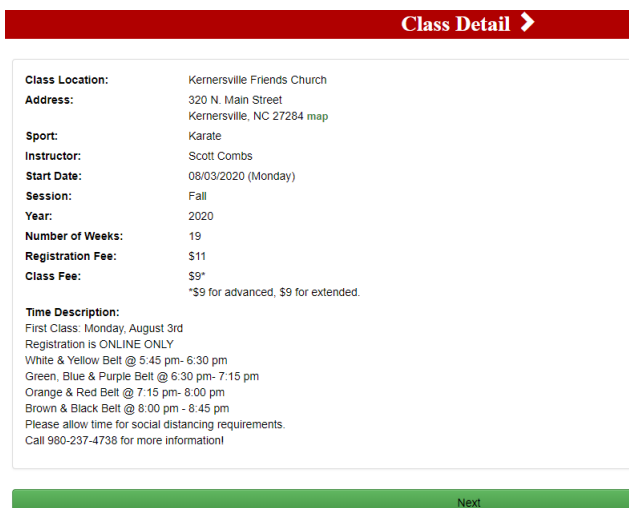 Class Detail
Class Location: Kernersville Friends Church
Address: 320 N. Main Street
Kernersville, NC 27284 map
Sport: Karate
Instructor: Scott Combs
Start Date: 08/03/2020 (Monday)
Session: Fall
Year: 2020
Number of Weeks: 19
Registration Fee: $11
Class Fee: $9*
*$9 for advanced, $9 for extended.
Time Description:
First Class: Monday, August 3rd
Registration is ONLINE ONLY
White & Yellow Belt @ 5:45 pm- 6:30 pm
Green, Blue & Purple Belt @ 6:30 pm- 7:15 pm
Orange & Red Belt @ 7:15 pm- 8:00 pm
Brown & Black Belt @ 8:00 pm - 8:45 pm
Please allow time for social distancing requirements.
Call 980-237-4738 for more information!
Next